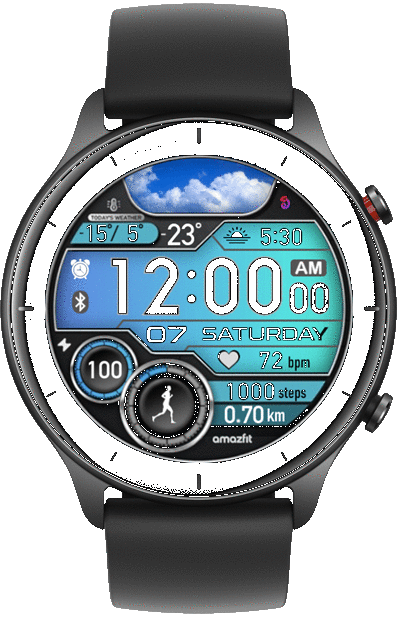 TODAY'S WEATHER
-15/ 5° -23° 5:30
12:00 00 AM
07 SATURDAY
72 bpm
100
1000 steps
0.70 km
amazfit